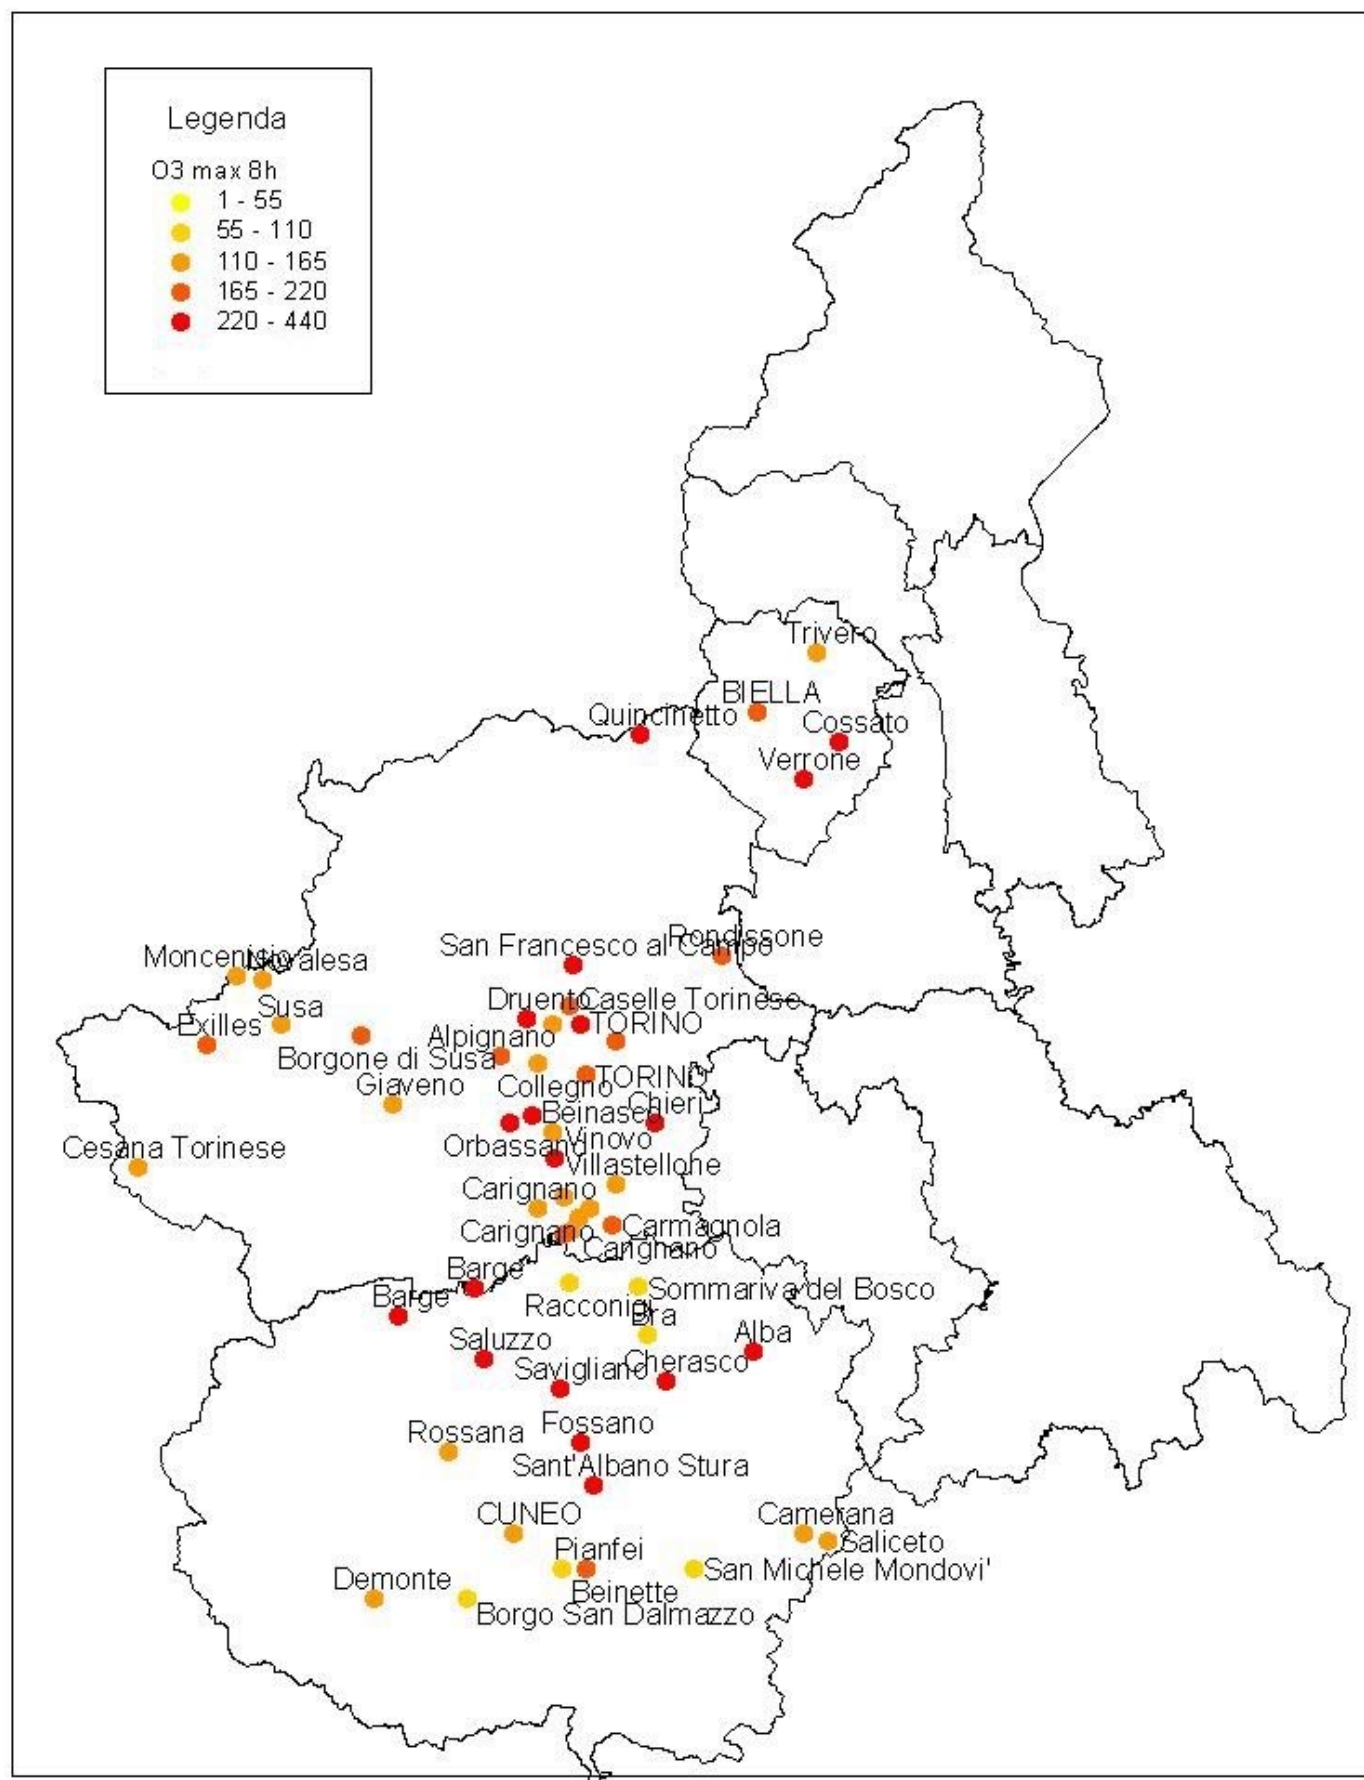 Legenda
O3 max 8h
1 - 55
55 - 110
110 - 165
165 - 220
220 - 440
Trivero
BIELLA
Quincinetto
Cossato
Verrone
Rondissone
San Francesco al Campo
Moncenisio
Novalesa
Susa
Exilles
Druento
Caselle Torinese
TORINO
Alpignano
Borgone di Susa
TORINO
Giaveno
Collegno
Beinasco
Chieri
Orbassano
Vinovo
Cesana Torinese
Villastellone
Carignano
Carignano
Carmagnola
Carignano
Barge
Barge
Sommariva del Bosco
Racconigi
Bra
Alba
Saluzzo
Cherasco
Savigliano
Fossano
Rossana
Sant'Albano Stura
CUNEO
Camerana
Saliceto
Pianfei
San Michele Mondovi'
Demonte
Beinette
Borgo San Dalmazzo